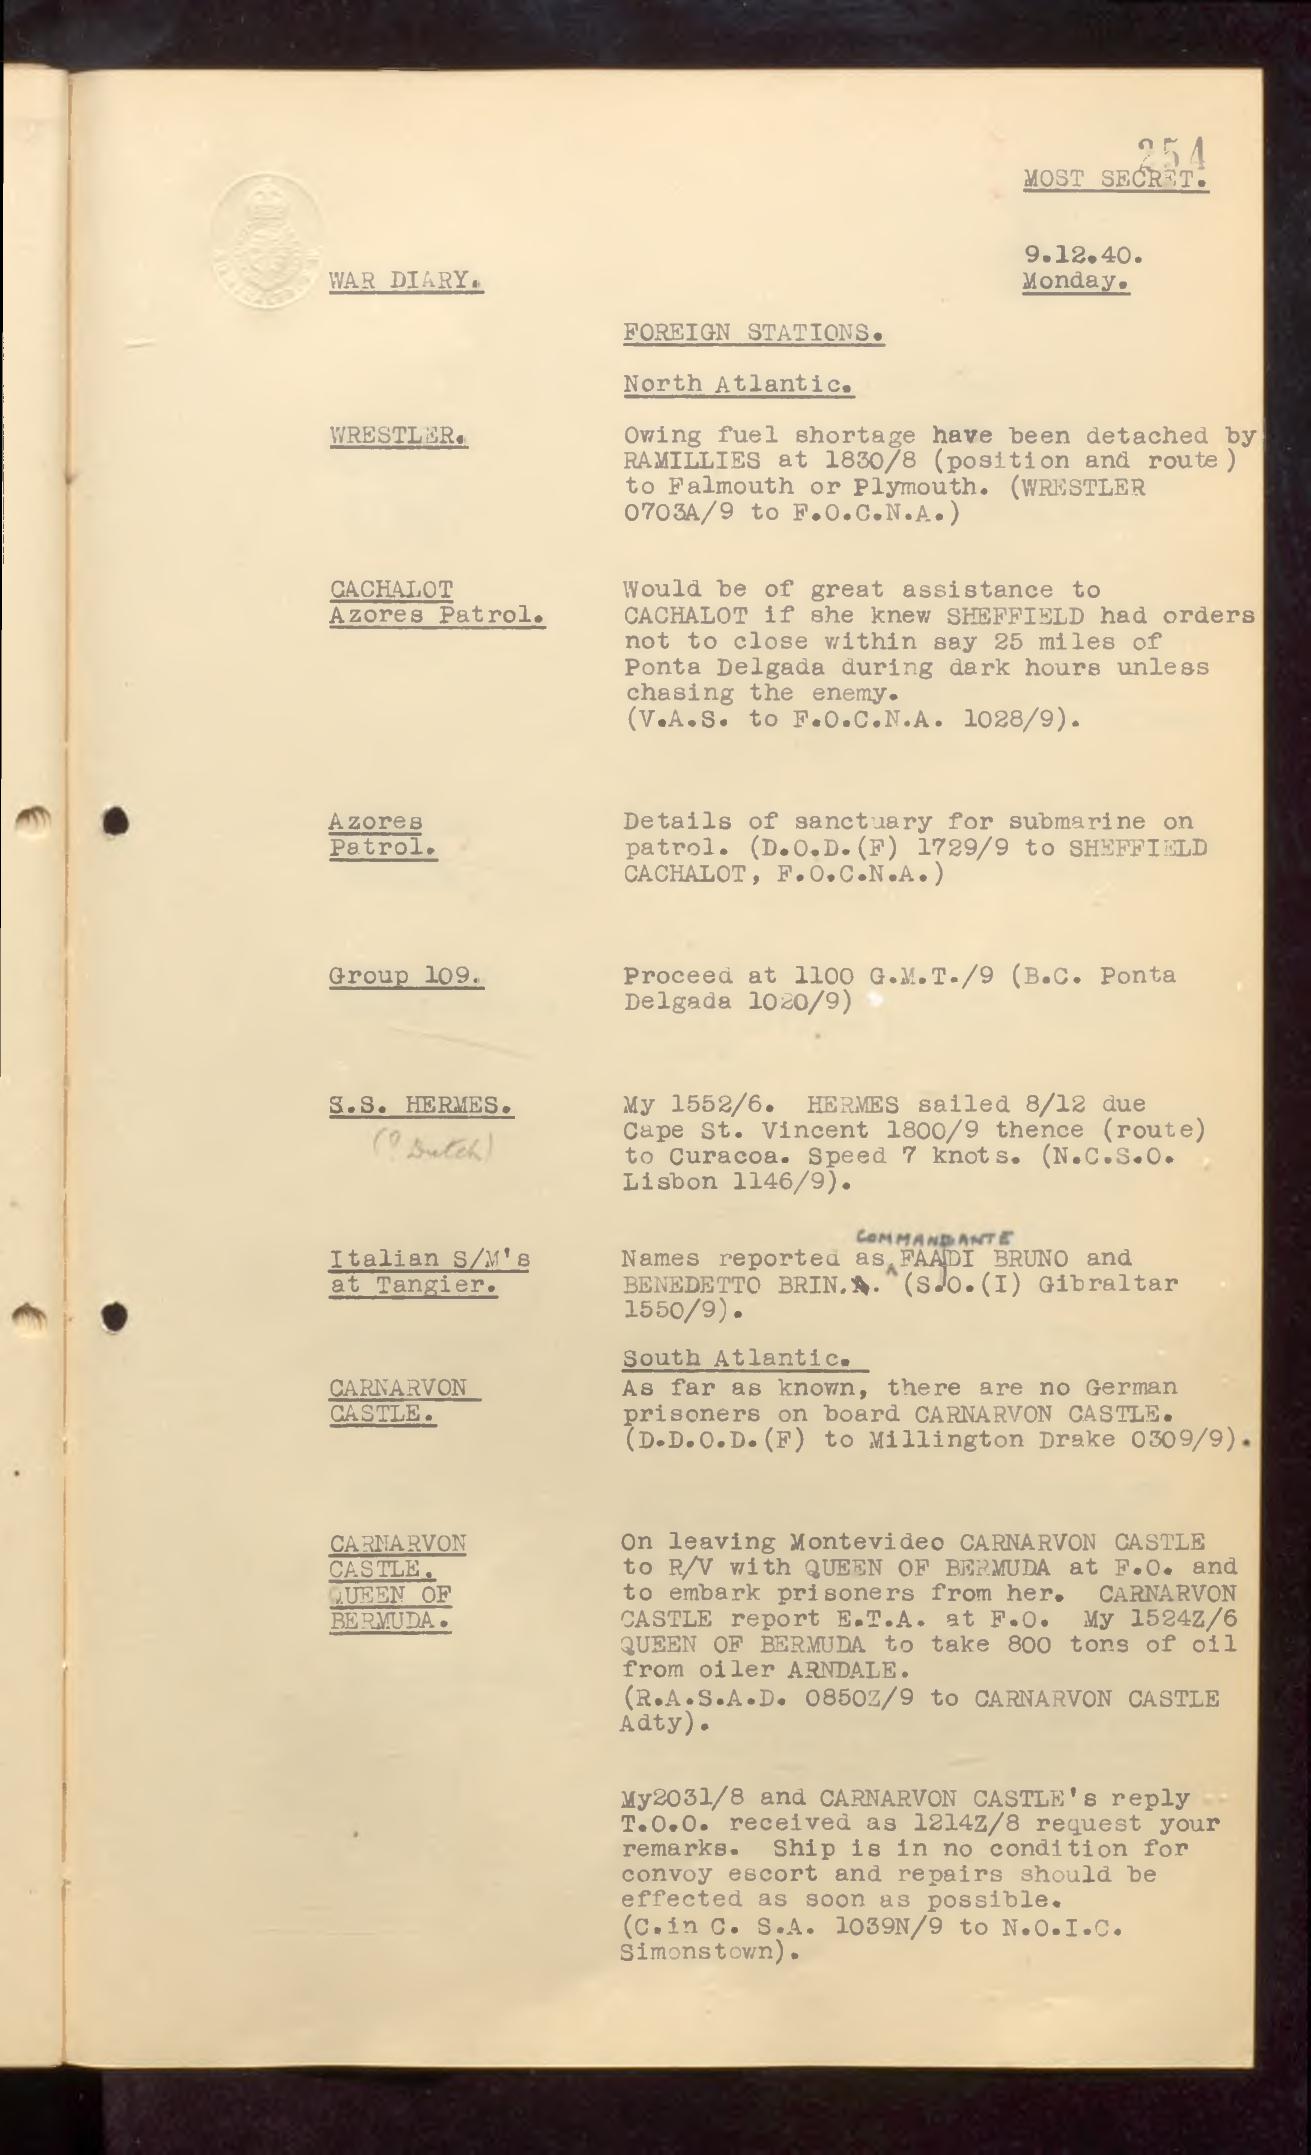 254
MOST SECRET.
9.12.40.
WAR DIARY.
Monday.
FOREIGN STATIONS.
North Atlantic.
WRESTLER.
Owing fuel shortage have been detached by
RAMILLIES at 1830/8 (position and route)
to Falmouth or Plymouth. (WRESTLER
0703A/9 to F.O.C.N.A.)
CACHALOT
Azores Patrol.
Would be of great assistance to
CACHALOT if she knew SHEFFIELD had orders
not to close within say 25 miles of
Ponta Delgada during dark hours unless
chasing the enemy.
(V.A.S. to F.O.C.N.A. 1028/9).
Azores
Patrol.
Details of sanctuary for submarine on
patrol. (D.O.D.(F) 1729/9 to SHEFFIELD
CACHALOT, F.O.C.N.A.)
Group 109.
Proceed at 1100 G.M.T./9 (B.C. Ponta
Delgada 1020/9)
S.S. HERMES.
(? Dutch)
My 1552/6. HERMES sailed 8/12 due
Cape St. Vincent 1800/9 thence (route)
to Curacoa. Speed 7 knots. (N.C.S.O.
Lisbon 1146/9).
Italian S/M's
at Tangier.
COMMANDANTE
Names reported as FAADI BRUNO and
BENEDETTO BRIN. (S.O.(I) Gibraltar
1550/9).
South Atlantic.
CARNARVON
CASTLE.
As far as known, there are no German
prisoners on board CARNARVON CASTLE.
(D.D.O.D.(F) to Millington Drake 0309/9).
CARNARVON
CASTLE.
QUEEN OF
BERMUDA.
On leaving Montevideo CARNARVON CASTLE
to R/V with QUEEN OF BERMUDA at F.O. and
to embark prisoners from her. CARNARVON
CASTLE report E.T.A. at F.O. My 1524Z/6
QUEEN OF BERMUDA to take 800 tons of oil
from oiler ARNDALE.
(R.A.S.A.D. 0850Z/9 to CARNARVON CASTLE
Adty).
My2031/8 and CARNARVON CASTLE's reply
T.O.O. received as 1214Z/8 request your
remarks. Ship is in no condition for
convoy escort and repairs should be
effected as soon as possible.
(C.in C. S.A. 1039N/9 to N.O.I.C.
Simonstown).